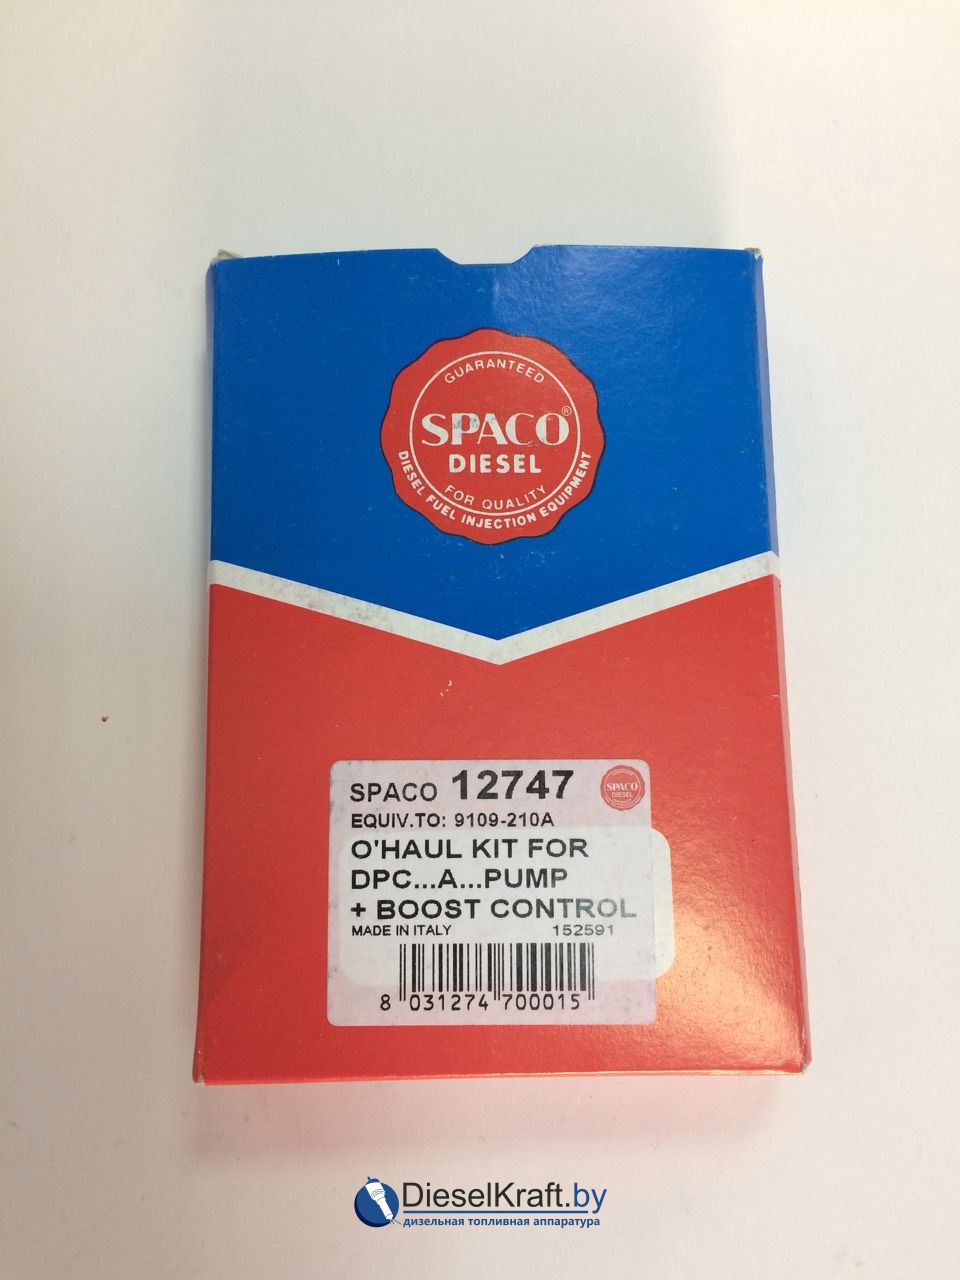 GUARANTEED
SPACO®
DIESEL
FOR QUALITY
DIESEL FUEL INJECTION EQUIPMENT
SPACO 12747
SPACO
DIESEL
EQUIV.TO: 9109-210A
O'HAUL KIT FOR
DPC...A...PUMP
+ BOOST CONTROL
MADE IN ITALY 152591
8 031274 700015
DieselKraft.by
дизельная топливная аппаратура